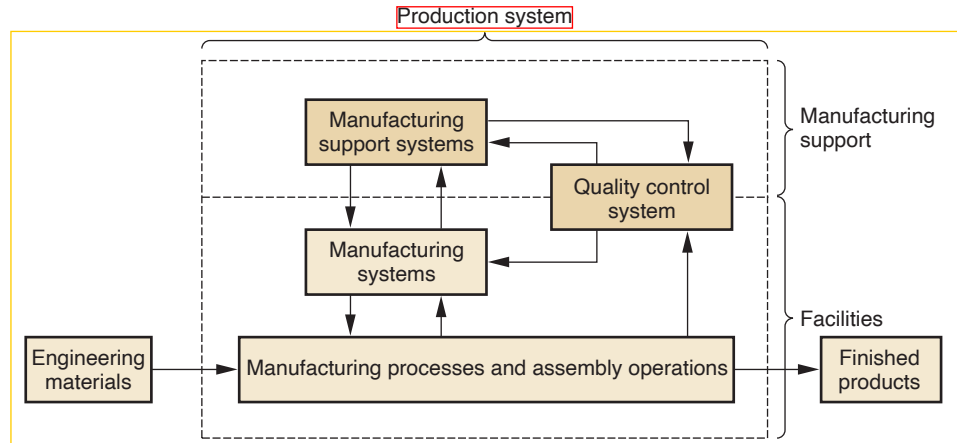 Production system
Manufacturing
support systems
Manufacturing
support
Quality control
system
Manufacturing
systems
Facilities
Engineering
materials
Manufacturing processes and assembly operations
Finished
products